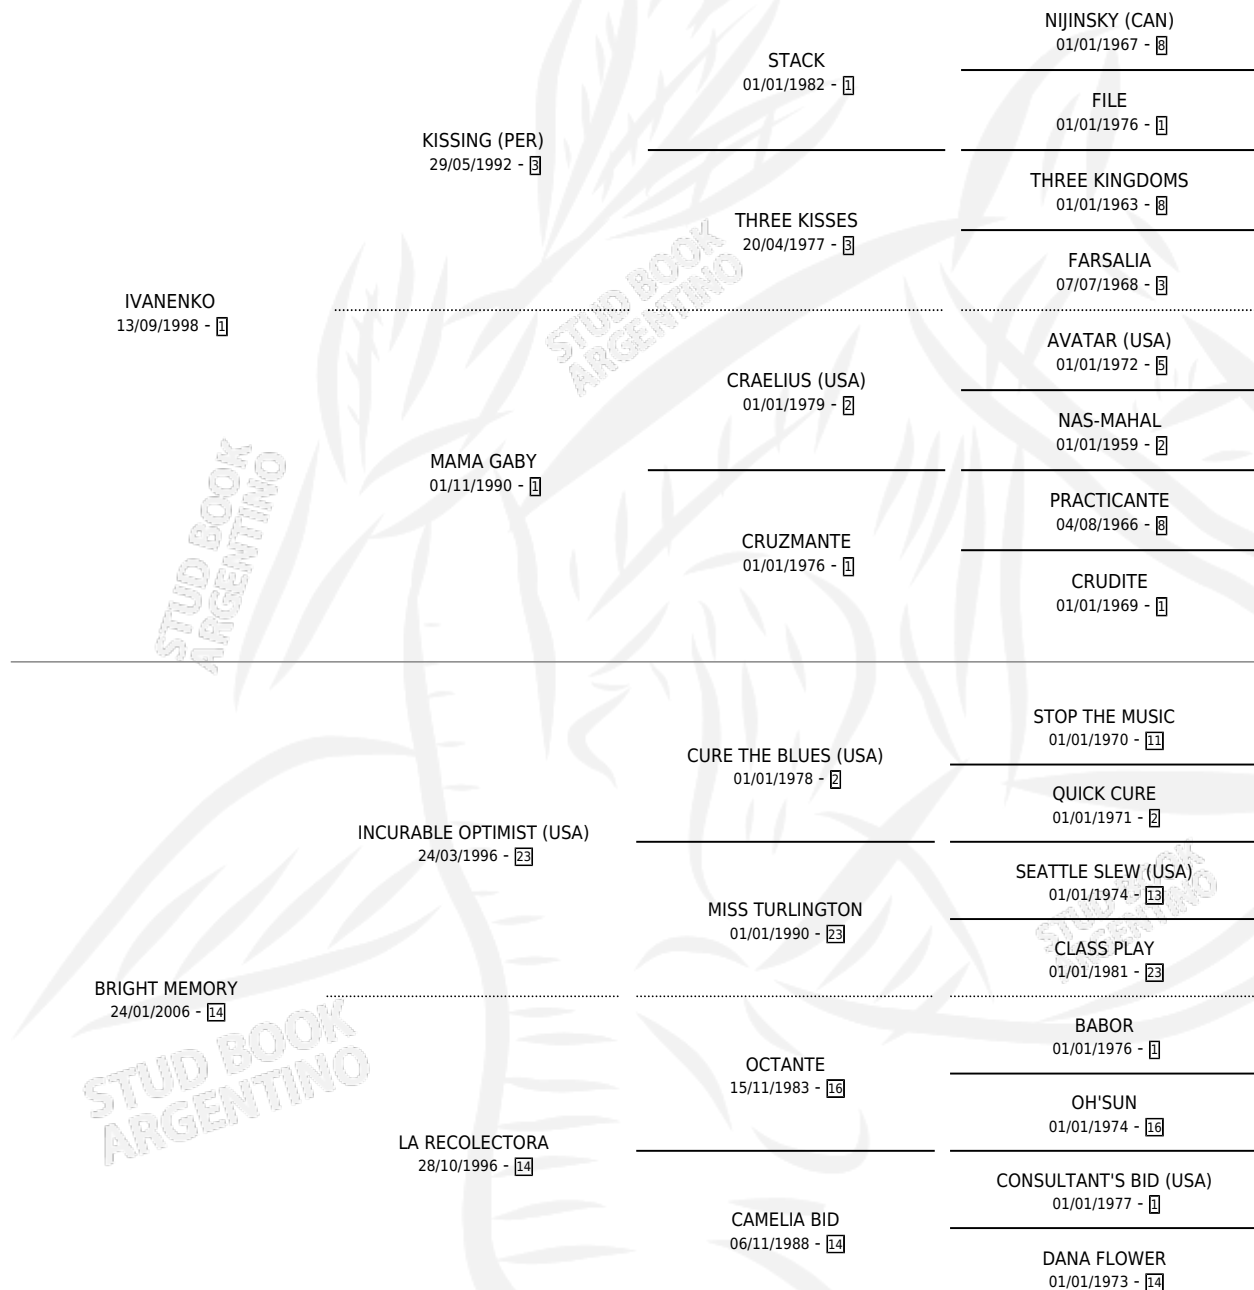 NIJINSKY (CAN)
01/01/1967 - 8
STACK
01/01/1982 - 1
FILE
01/01/1976 - 1
KISSING (PER)
29/05/1992 - 3
THREE KINGDOMS
01/01/1963 - 8
THREE KISSES
20/04/1977 - 3
FARSALIA
07/07/1968 - 3
IVANENKO
13/09/1998 - 1
AVATAR (USA)
01/01/1972 - 5
CRAELIUS (USA)
01/01/1979 - 2
NAS-MAHAL
01/01/1959 - 2
MAMA GABY
01/11/1990 - 1
PRACTICANTE
04/08/1966 - 8
CRUZMANTE
01/01/1976 - 1
CRUDITE
01/01/1969 - 1
STOP THE MUSIC
01/01/1970 - 11
CURE THE BLUES (USA)
01/01/1978 - 2
QUICK CURE
01/01/1971 - 2
INCURABLE OPTIMIST (USA)
24/03/1996 - 23
SEATTLE SLEW (USA)
01/01/1974 - 13
MISS TURLINGTON
01/01/1990 - 23
CLASS PLAY
01/01/1981 - 23
BRIGHT MEMORY
24/01/2006 - 14
BABOR
01/01/1976 - 1
OCTANTE
15/11/1983 - 16
OH'SUN
01/01/1974 - 16
LA RECOLECTORA
28/10/1996 - 14
CONSULTANT'S BID (USA)
01/01/1977 - 1
CAMELIA BID
06/11/1988 - 14
DANA FLOWER
01/01/1973 - 14
STUD BOOK
ARGENTINO
STUD BOOK
ARGENTINO
STUD BOOK
ARGENTINO
STUD BOOK
ARGENTINO